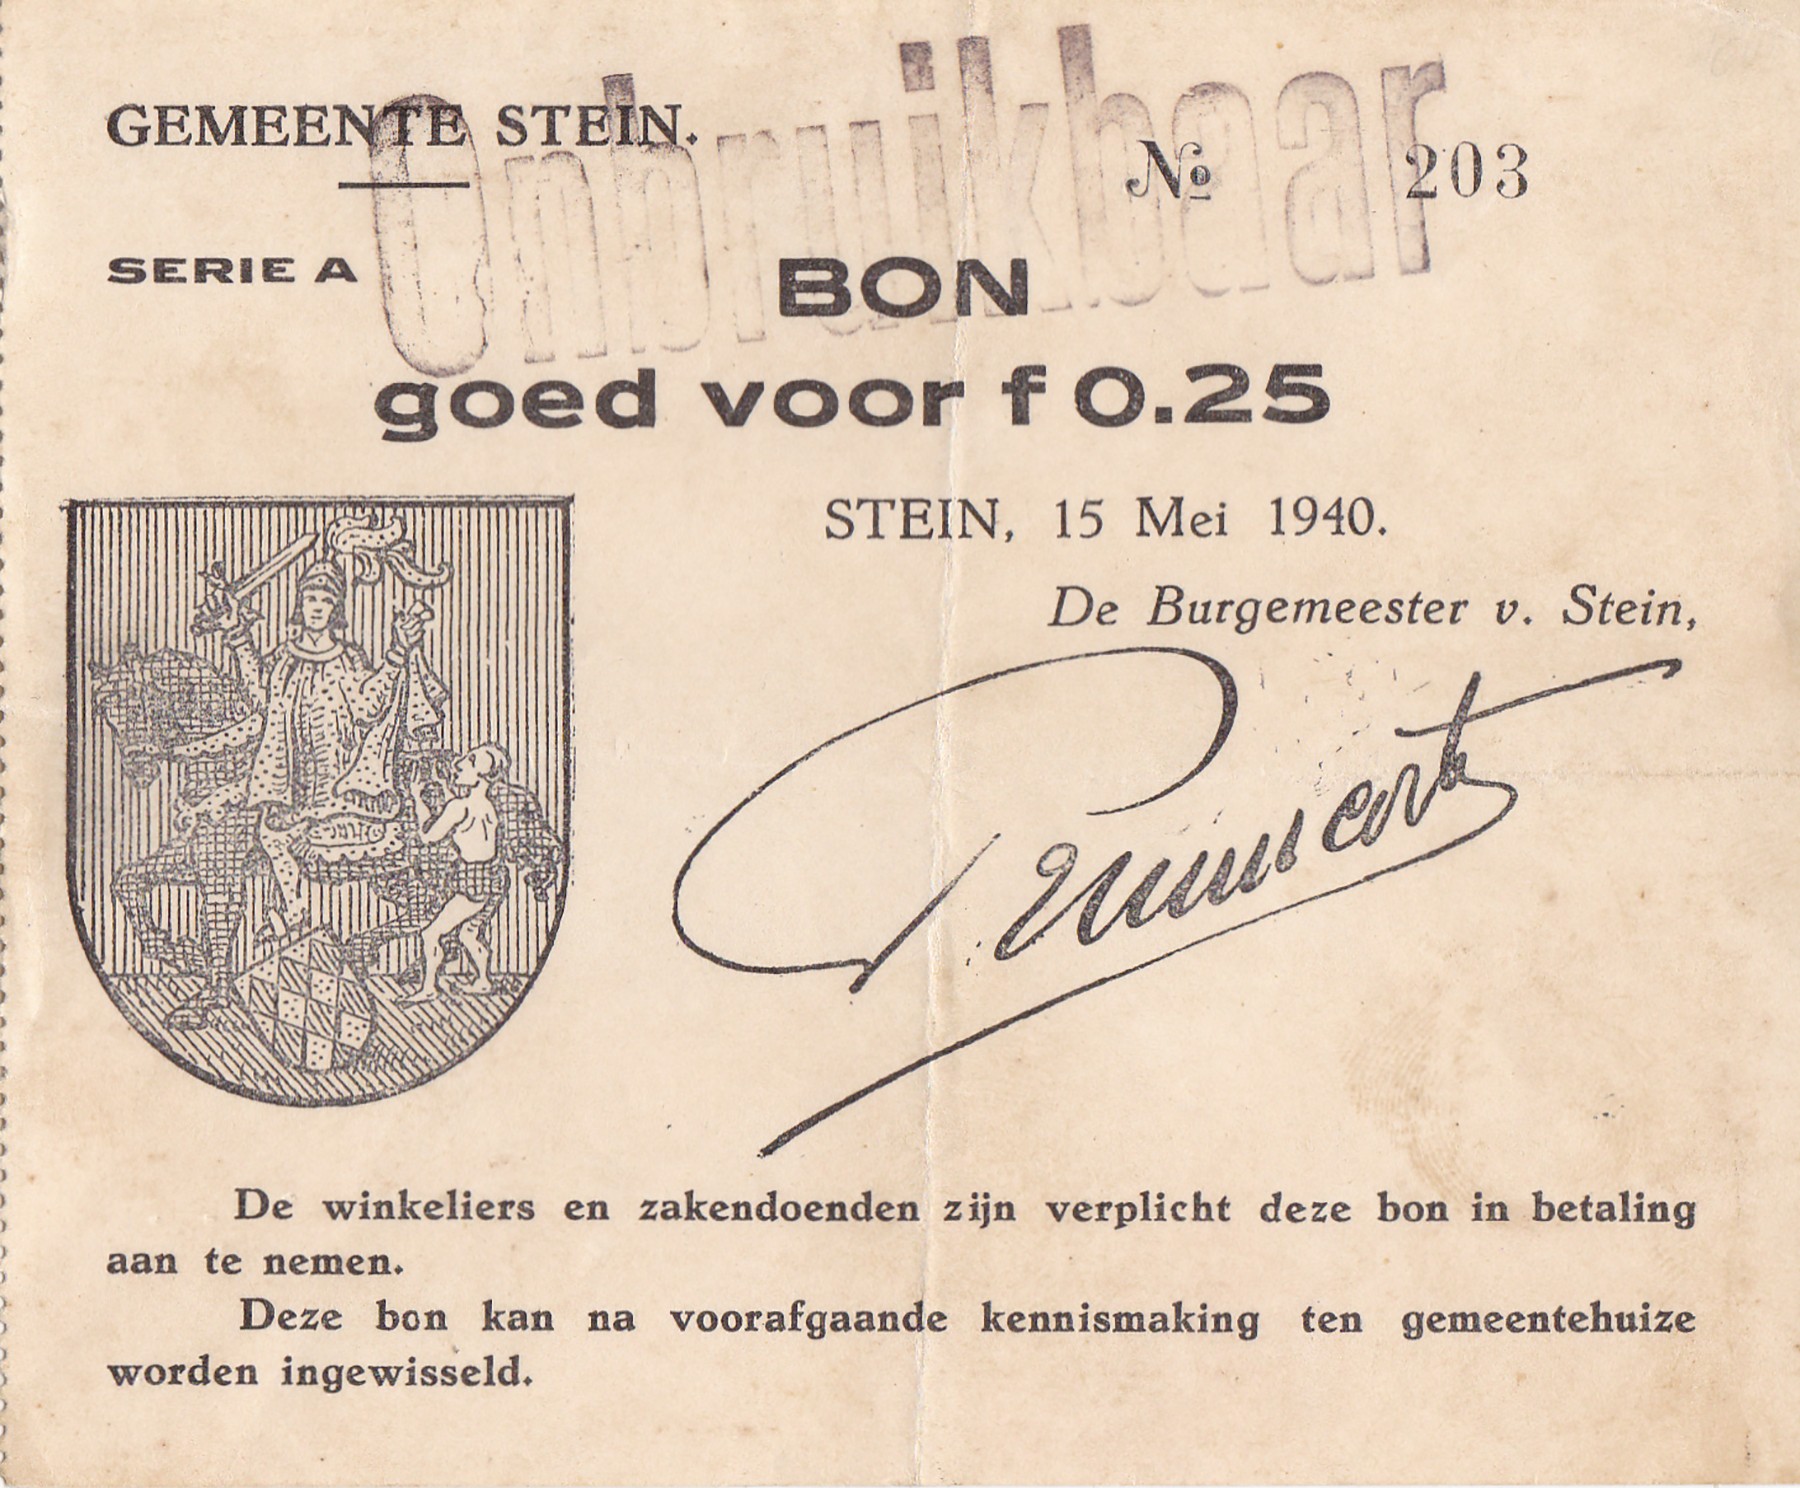 GEMEENTE STEIN.
Onbruikbaar
№ 203
SERIE A
BON
goed voor f 0.25
STEIN, 15 Mei 1940.
De Burgemeester v. Stein,
De winkeliers en zakendoenden zijn verplicht deze bon in betaling
aan te nemen.
Deze bon kan na voorafgaande kennismaking ten gemeentehuize
worden ingewisseld.